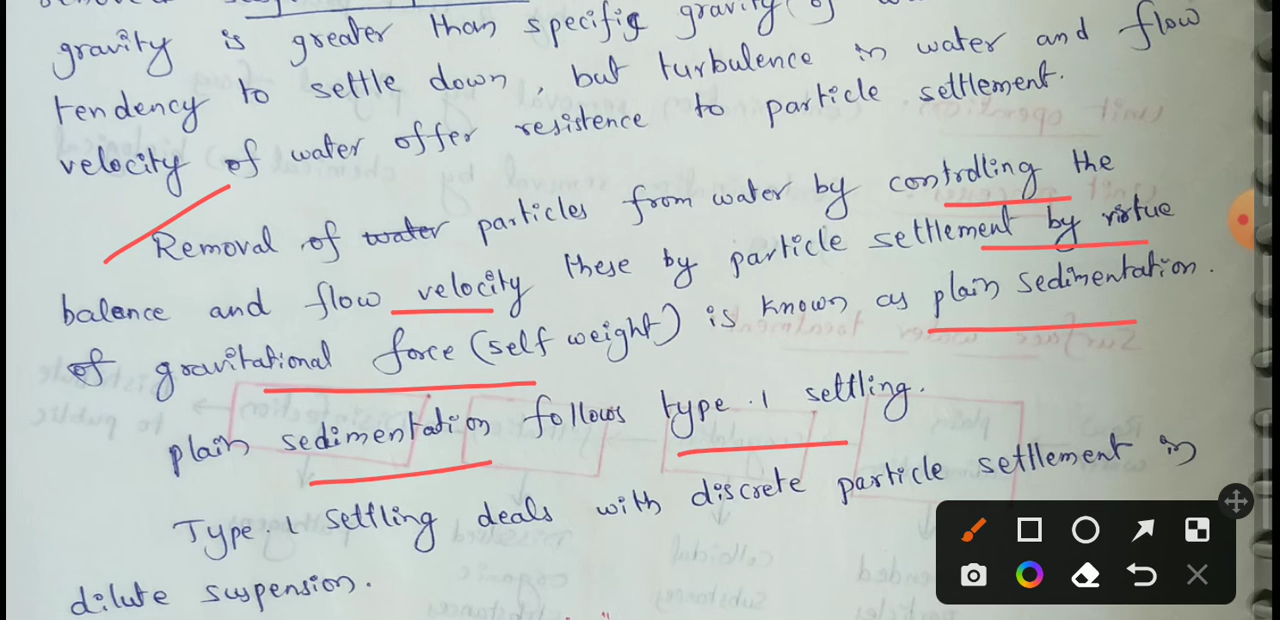 gravity is greater than specific gravity of
tendency to settle down, but turbulence in water and flow
velocity of water offer resistence to particle settlement.
Removal of water particles from water by controlling the
balance and flow velocity these by particle settlement by virtue
of gravitational force (self weight) is known as plain sedimentation.
plain sedimentation follows type.1 settling.
Type.1 settling deals with discrete particle settlement in
dilute suspension.